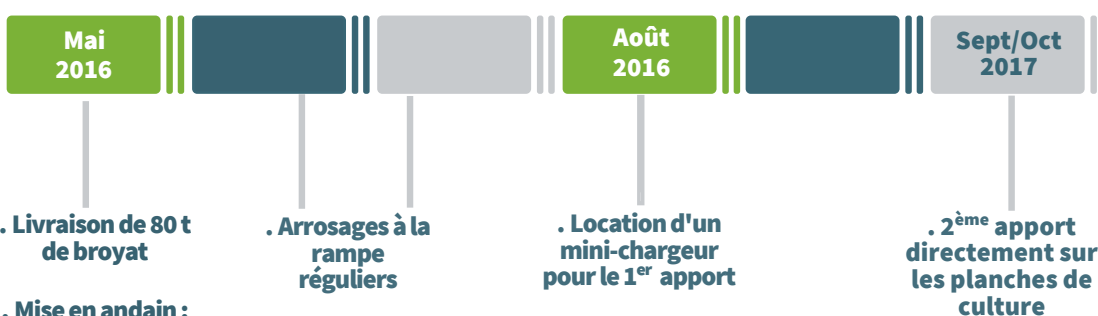 Mai
2016
Août
2016
Sept/Oct
2017
. Livraison de 80 t
de broyat
. Mise en andain :
. Arrosages à la
rampe
réguliers
. Location d'un
mini-chargeur
pour le 1er apport
. 2ème apport
directement sur
les planches de
culture